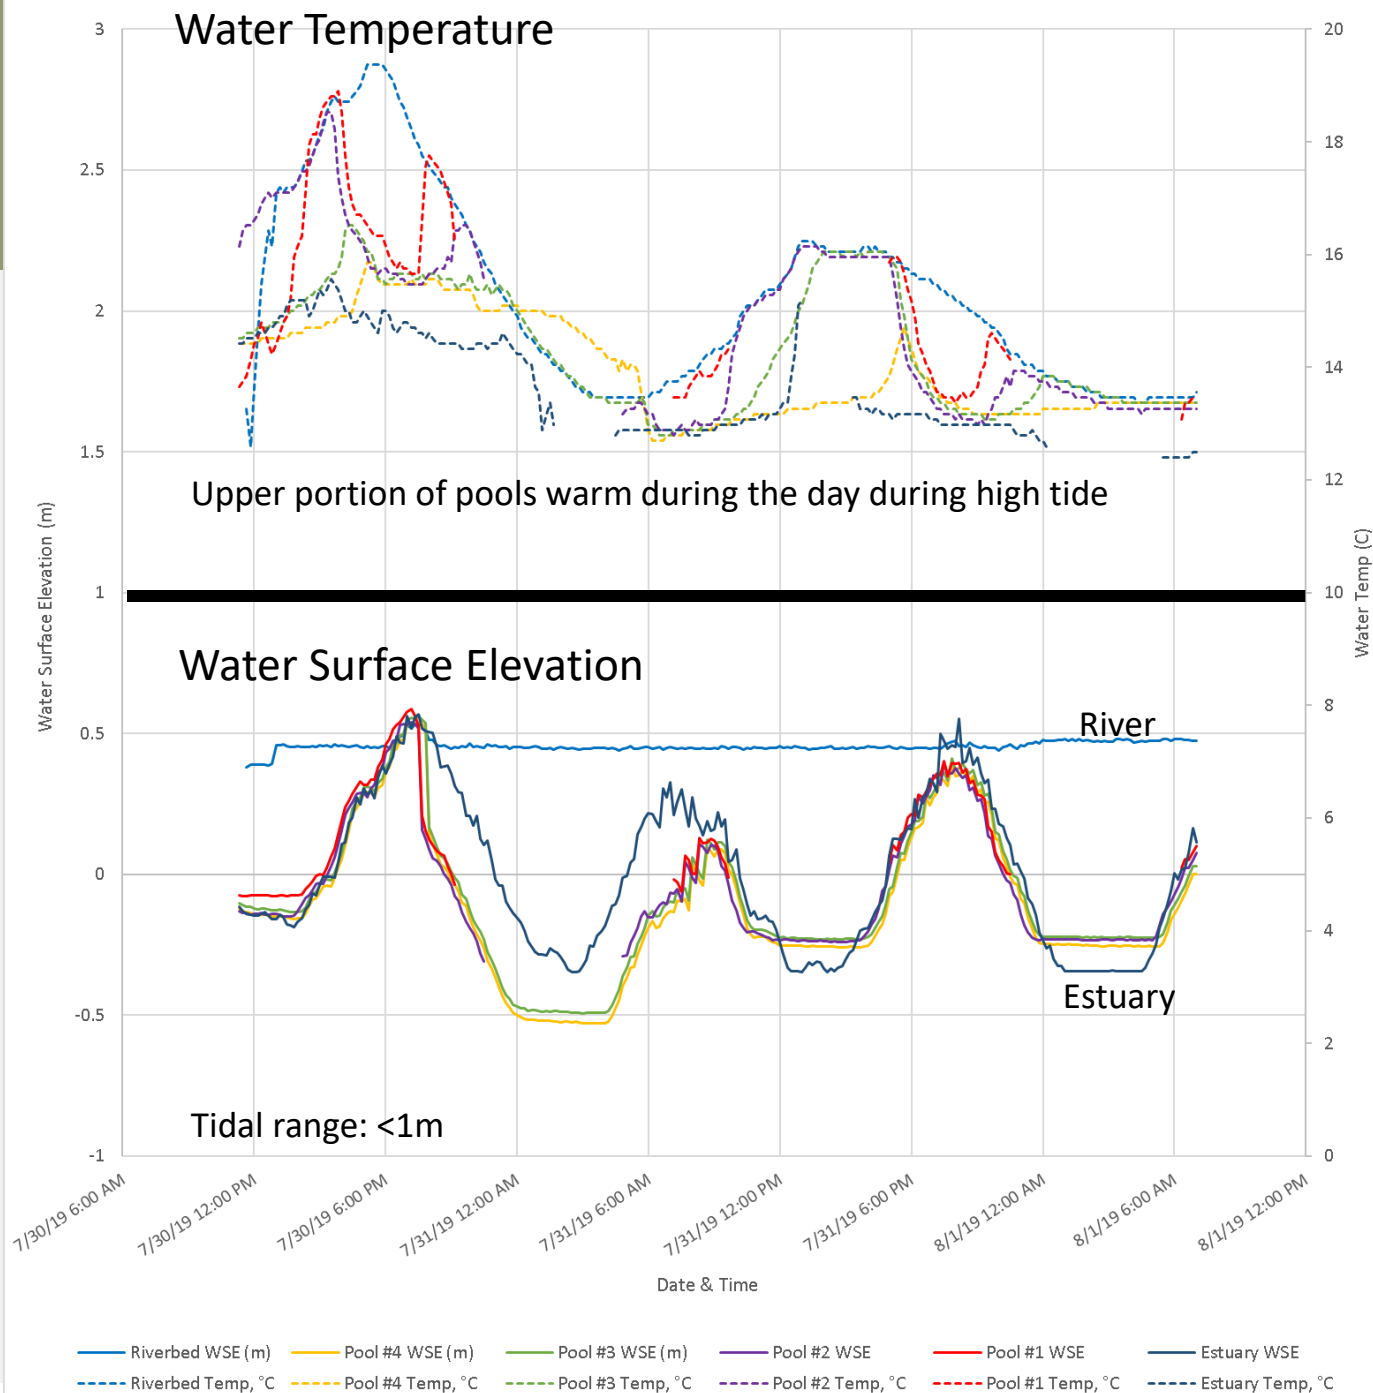 Water Temperature
3
2.5
2
1.5
1
0.5
0
-0.5
-1
20
18
16
14
12
10
8
6
4
2
0
Water Surface Elevation (m)
Water Temp (C)
Upper portion of pools warm during the day during high tide
Water Surface Elevation
River
Estuary
Tidal range: <1m
7/30/19 6:00 AM
7/30/19 12:00 PM
7/30/19 6:00 PM
7/31/19 12:00 AM
7/31/19 6:00 AM
7/31/19 12:00 PM
7/31/19 6:00 PM
8/1/19 12:00 AM
8/1/19 6:00 AM
8/1/19 12:00 PM
Date & Time
Riverbed WSE (m) Pool #4 WSE (m) Pool #3 WSE (m) Pool #2 WSE Pool #1 WSE Estuary WSE
Riverbed Temp, °C Pool #4 Temp, °C Pool #3 Temp, °C Pool #2 Temp, °C Pool #1 Temp, °C Estuary Temp, °C